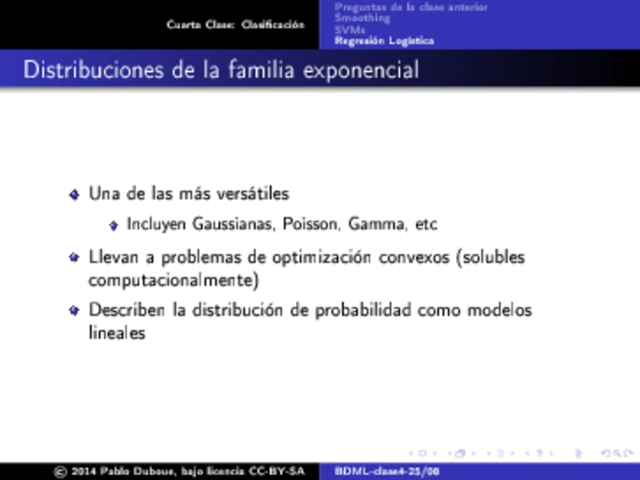 Cuarta Clase: Clasificación
Preguntas de la clase anterior
Smoothing
SVMs
Regresión Logística
Distribuciones de la familia exponencial
Una de las más versátiles
Incluyen Gaussianas, Poisson, Gamma, etc
Llevan a problemas de optimización convexos (solubles
computacionalmente)
Describen la distribución de probabilidad como modelos
lineales
© 2014 Pablo Duboue, bajo licencia CC-BY-SA
BDML-clase4-25/08